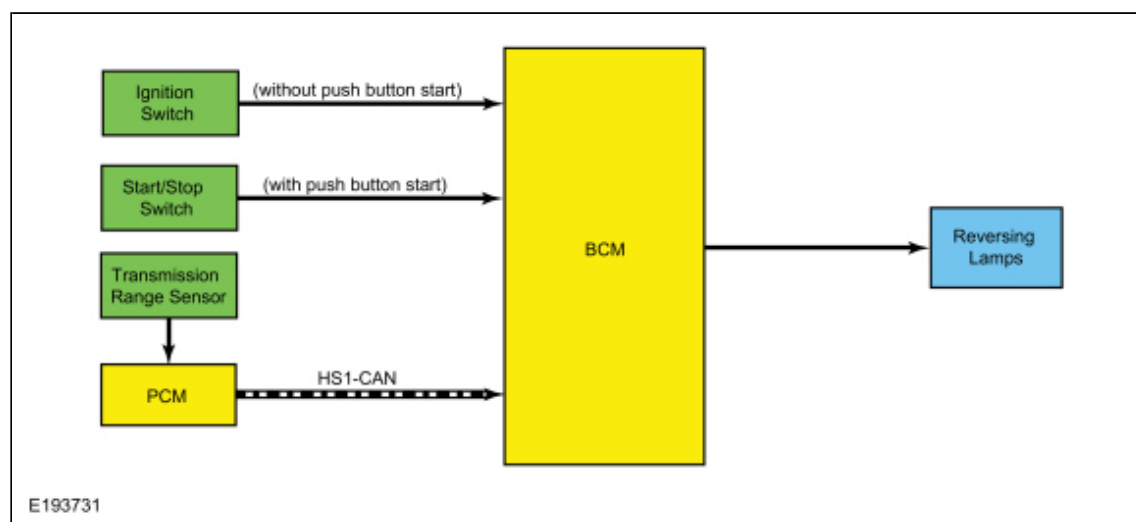 Ignition
Switch
(without push button start)
Start/Stop
Switch
(with push button start)
Transmission
Range Sensor
PCM
HS1-CAN
BCM
Reversing
Lamps
E193731